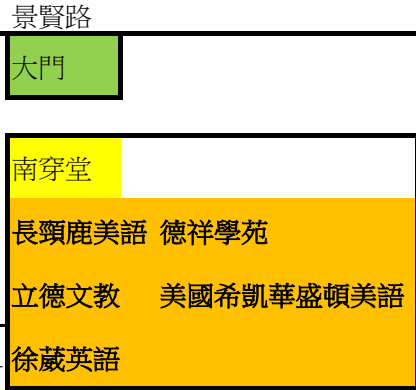 景賢路
大門
南穿堂
長頸鹿美語 德祥學苑
立德文教 美國希凱華盛頓美語
徐葳英語